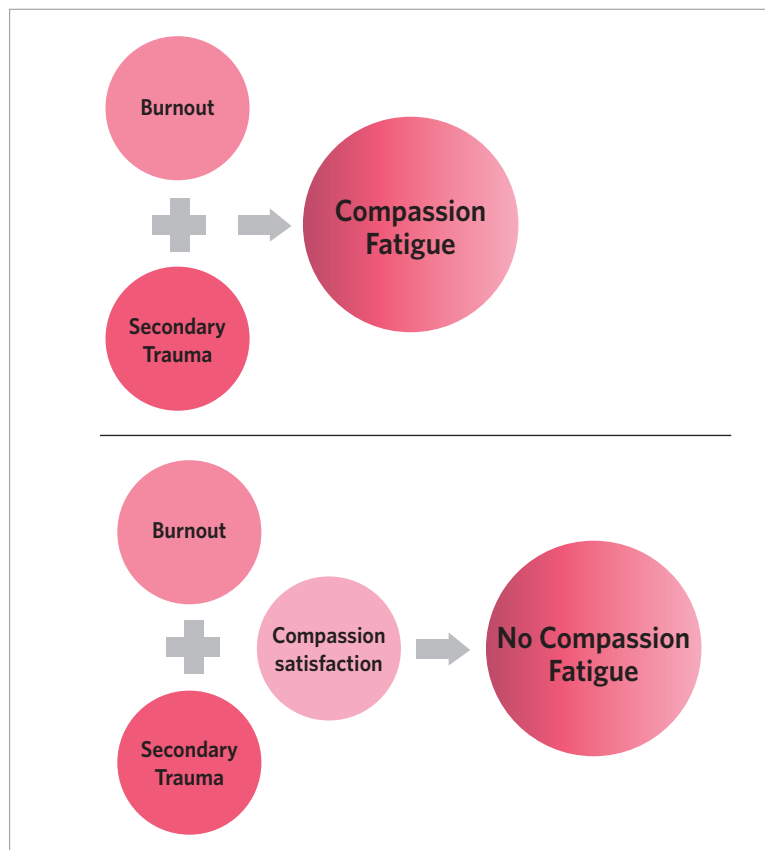 Burnout
Compassion
Fatigue
Secondary
Trauma
Burnout
Compassion
satisfaction
No Compassion
Fatigue
Secondary
Trauma